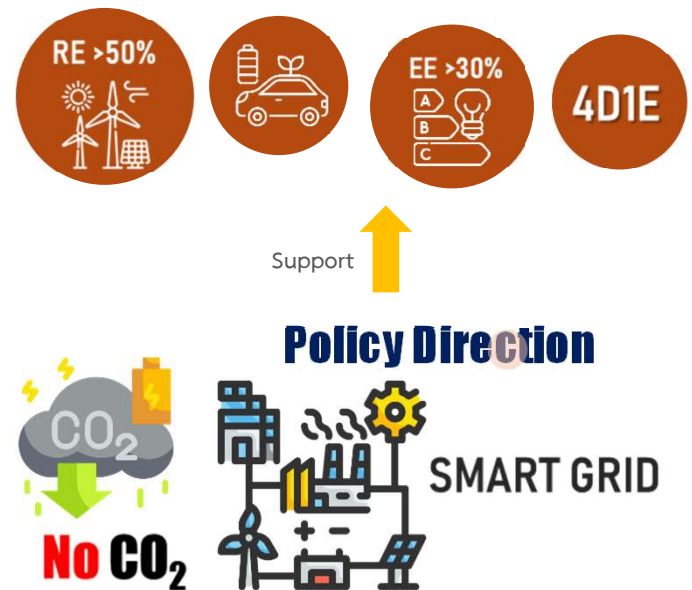 RE >50%
EE >30%
A
B
C
4D1E
Support
Policy Direction
CO2
SMART GRID
No CO2